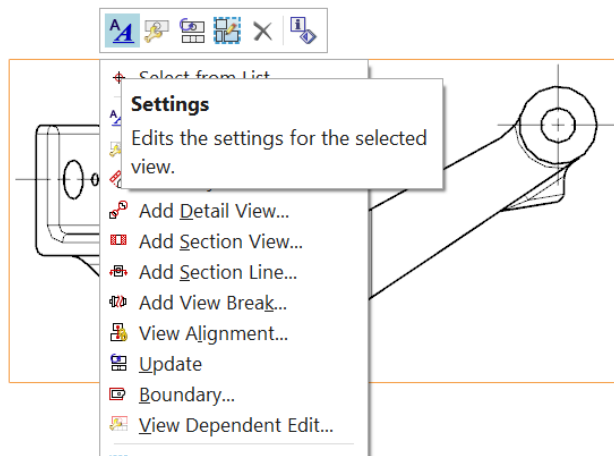 Select from List
Settings
Edits the settings for the selected
view.
Add Detail View...
Add Section View...
Add Section Line...
Add View Break...
View Alignment...
Update
Boundary...
View Dependent Edit...